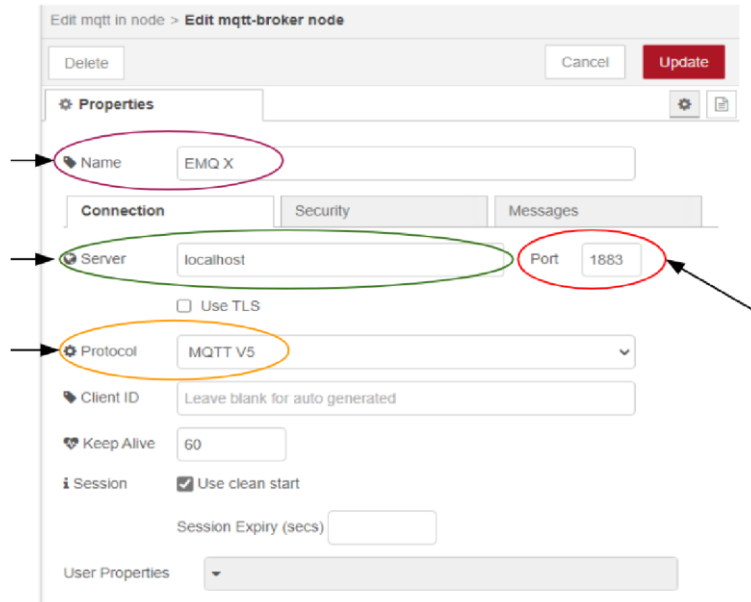 Edit mqtt in node > Edit mqtt-broker node
Delete Cancel Update
Properties
Name EMQ X
Connection Security Messages
Server localhost Port 1883
Use TLS
Protocol MQTT V5
Client ID Leave blank for auto generated
Keep Alive 60
Session Use clean start
Session Expiry (secs)
User Properties